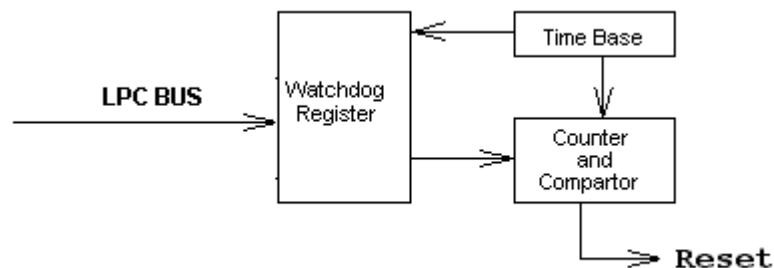 Time Base
LPC BUS
Watchdog
Register
Counter
and
Compartor
Reset